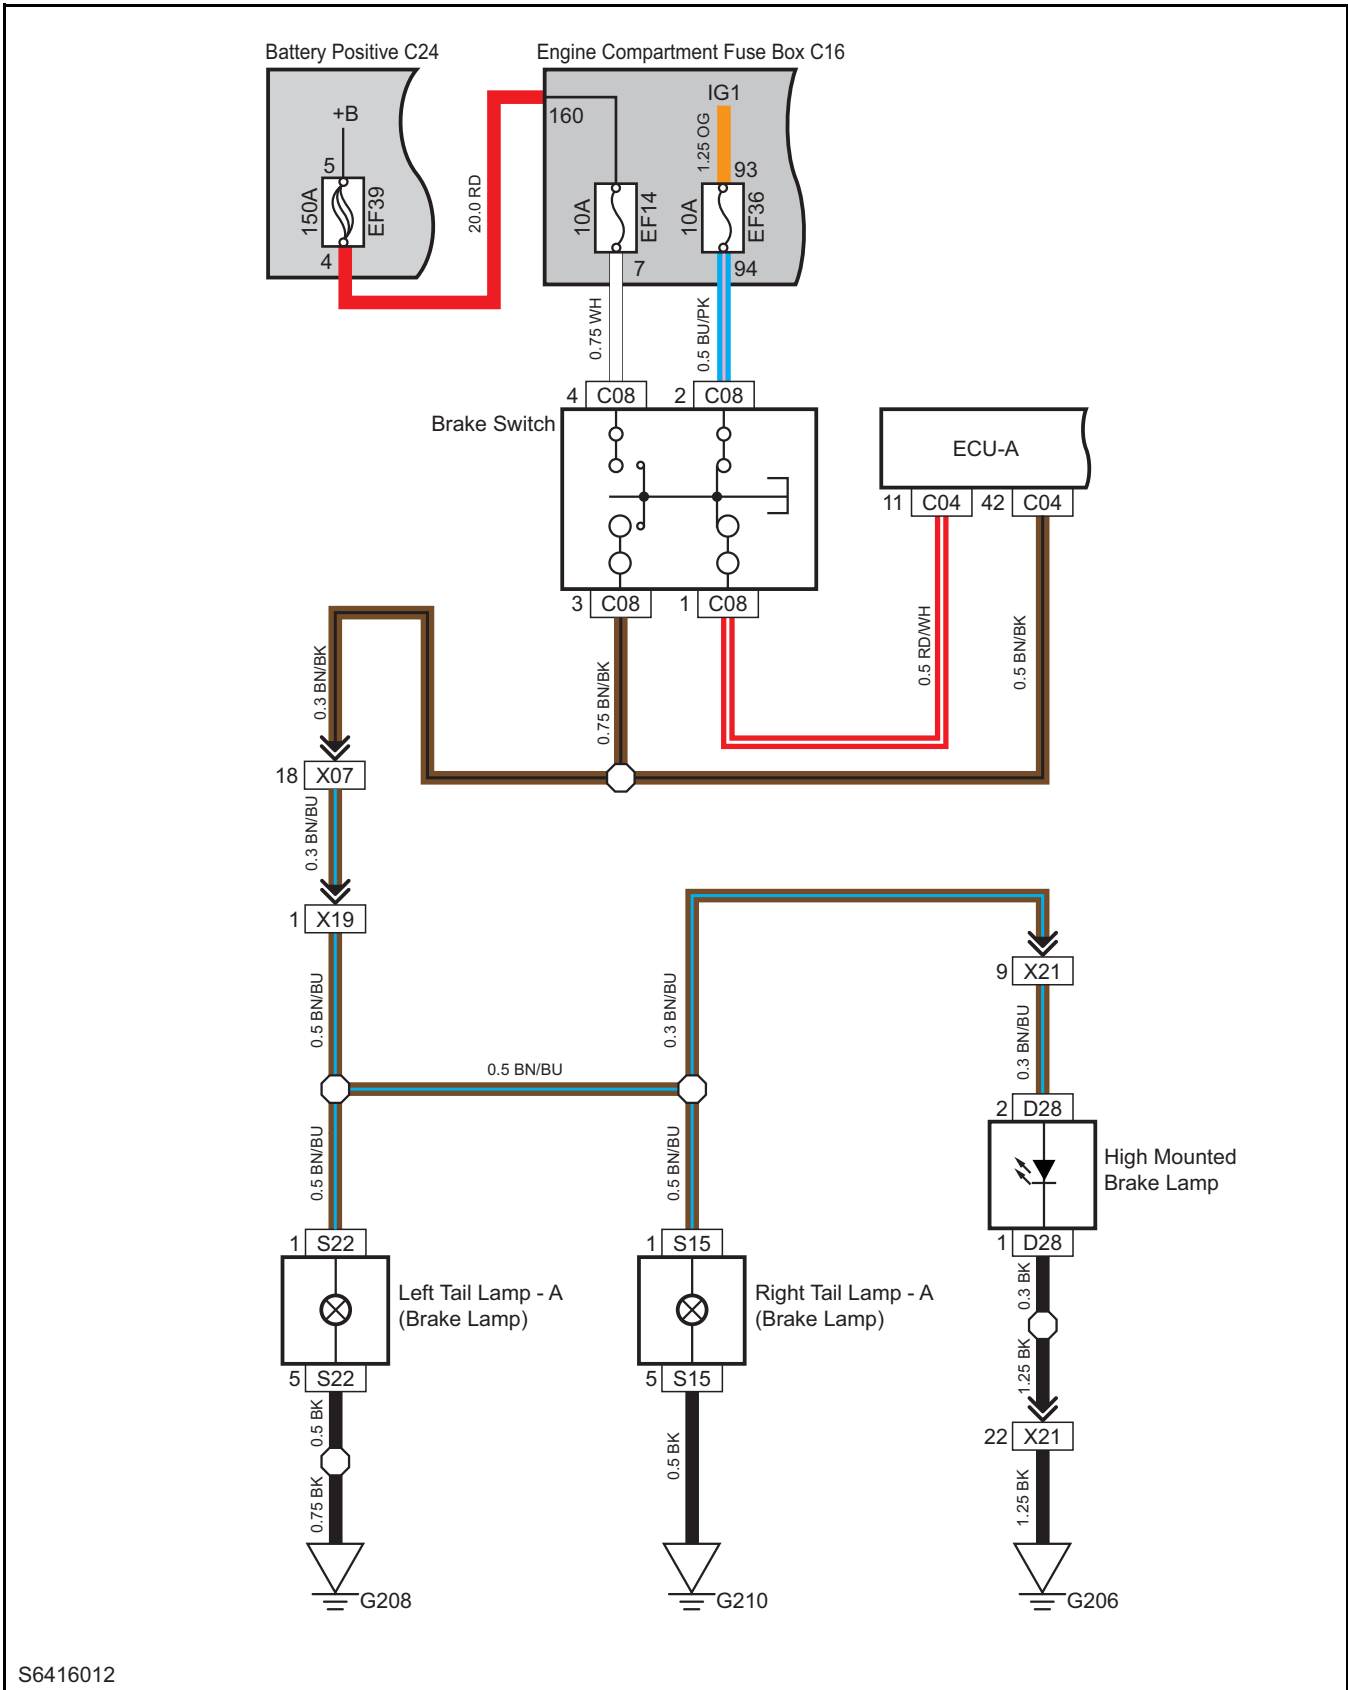 Battery Positive C24
Engine Compartment Fuse Box C16
+B
5
150A
EF39
4
20.0 RD
160
IG1
1.25 OG
93
10A
EF14
7
10A
EF36
94
0.75 WH
0.5 BU/PK
4 C08
2 C08
Brake Switch
ECU-A
11 C04
42 C04
3 C08
1 C08
0.3 BN/BK
0.75 BN/BK
0.5 RD/WH
0.5 BN/BK
18 X07
0.3 BN/BU
1 X19
0.5 BN/BU
0.3 BN/BU
9 X21
0.3 BN/BU
0.5 BN/BU
2 D28
High Mounted
Brake Lamp
0.5 BN/BU
0.5 BN/BU
1 S22
1 S15
1 D28
Left Tail Lamp - A
(Brake Lamp)
Right Tail Lamp - A
(Brake Lamp)
0.3 BK
1.25 BK
5 S22
5 S15
0.5 BK
0.75 BK
0.5 BK
22 X21
1.25 BK
G208
G210
G206
S6416012